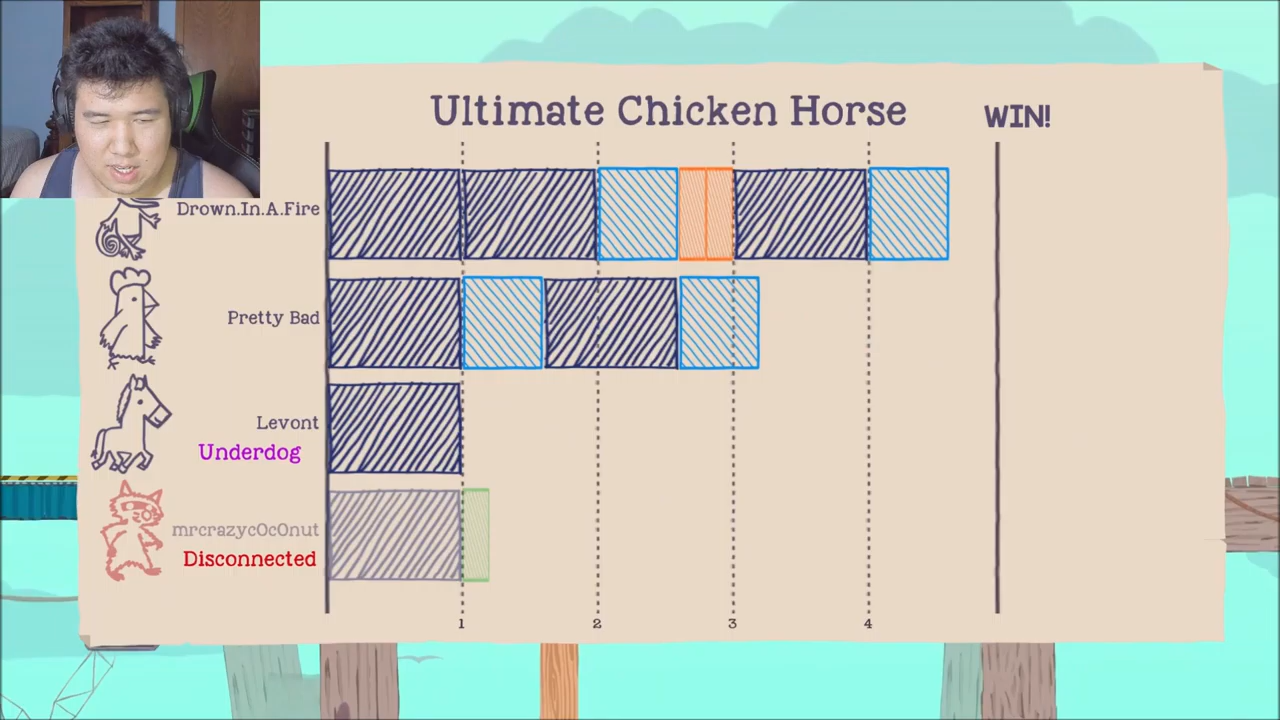 Ultimate Chicken Horse
WIN!
Drown.In.A.Fire
Pretty Bad
Levont
Underdog
mrcrazyc0c0nut
Disconnected
1 2 3 4